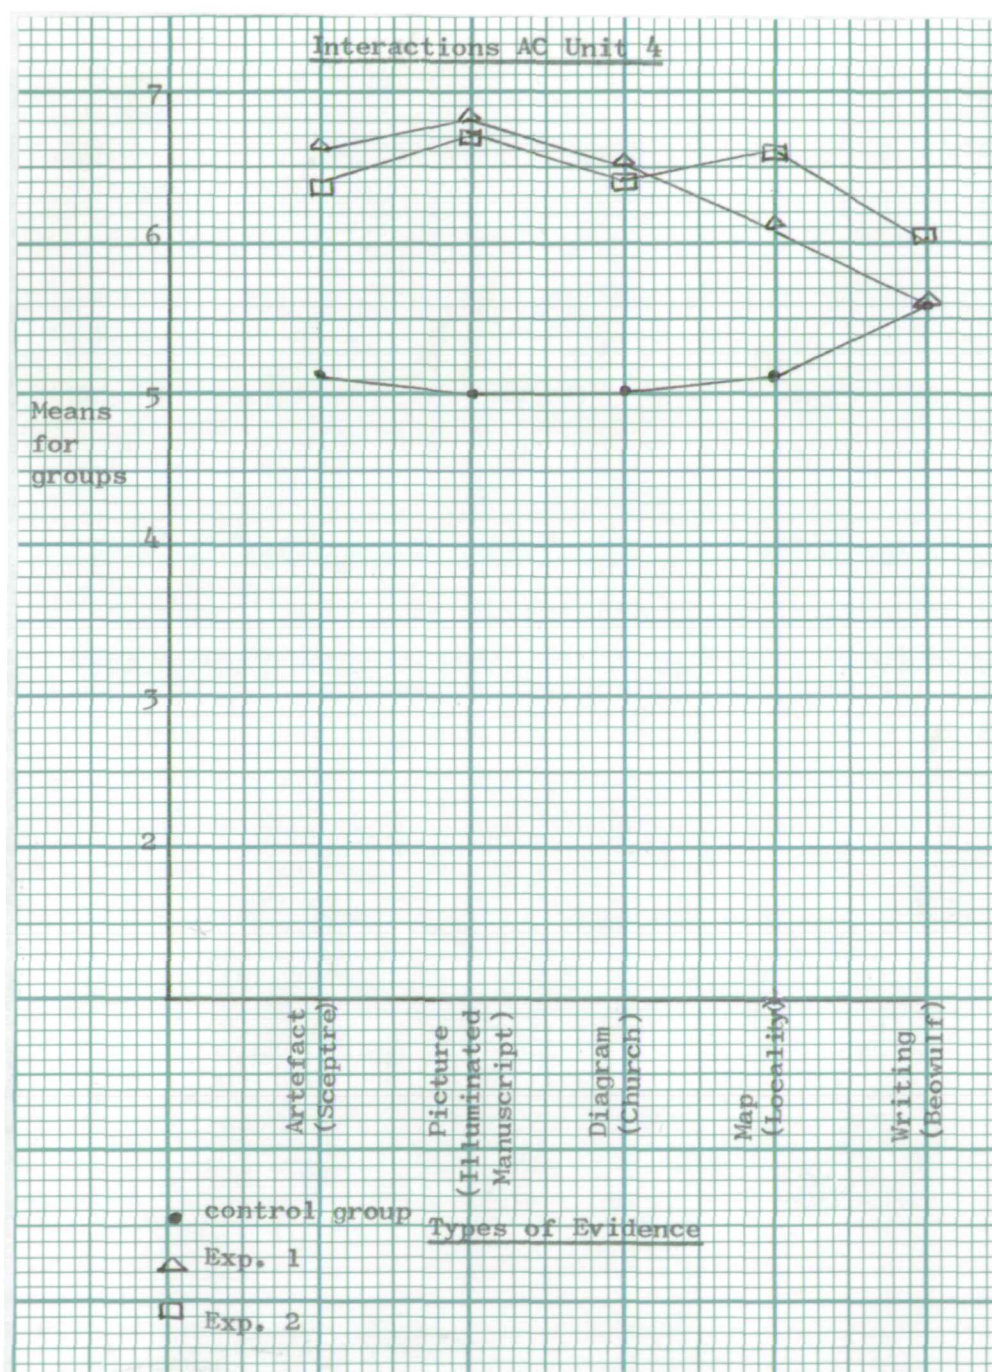 Interactions AC Unit 4
7
6
5
Means
for
groups
4
3
2
Artefact
(Sceptre)
Picture
(Illuminated
Manuscript)
Diagram
(Church)
Map
(Locality)
Writing
(Beowulf)
control group
Types of Evidence
Exp. 1
Exp. 2